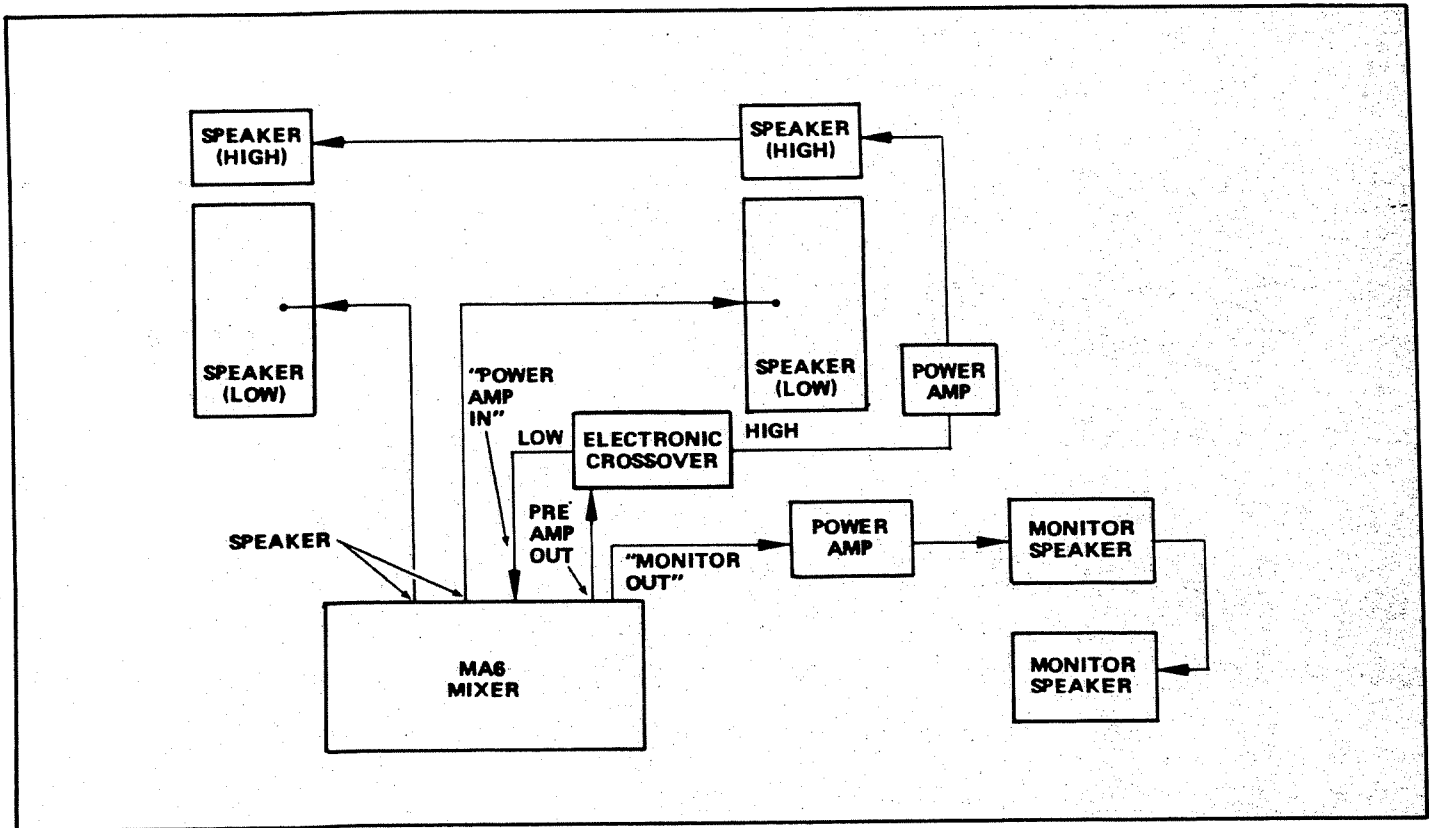 SPEAKER
(HIGH)
SPEAKER
(HIGH)
SPEAKER
(LOW)
SPEAKER
(LOW)
POWER
AMP
"POWER
AMP
IN"
LOW
ELECTRONIC
CROSSOVER
HIGH
SPEAKER
PRE
AMP
OUT
"MONITOR
OUT"
POWER
AMP
MONITOR
SPEAKER
MONITOR
SPEAKER
MA6
MIXER